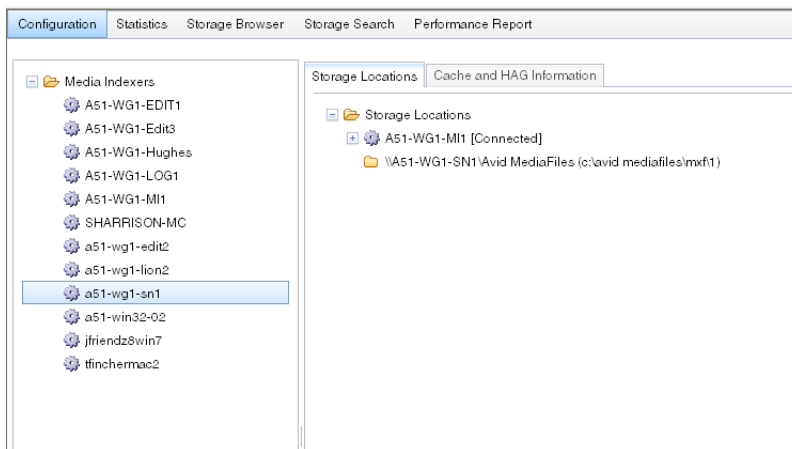 Configuration Statistics Storage Browser Storage Search Performance Report
Media Indexers
A51-WG1-EDIT1
A51-WG1-Edit3
A51-WG1-Hughes
A51-WG1-LOG1
A51-WG1-MI1
SHARRISON-MC
a51-wg1-edit2
a51-wg1-lion2
a51-wg1-sn1
a51-win32-02
jfriendz8win7
tfinchermac2
Storage Locations Cache and HAG Information
Storage Locations
A51-WG1-MI1 [Connected]
\\A51-WG1-SN1\Avid MediaFiles (c:\avid mediafiles\mxf\1)